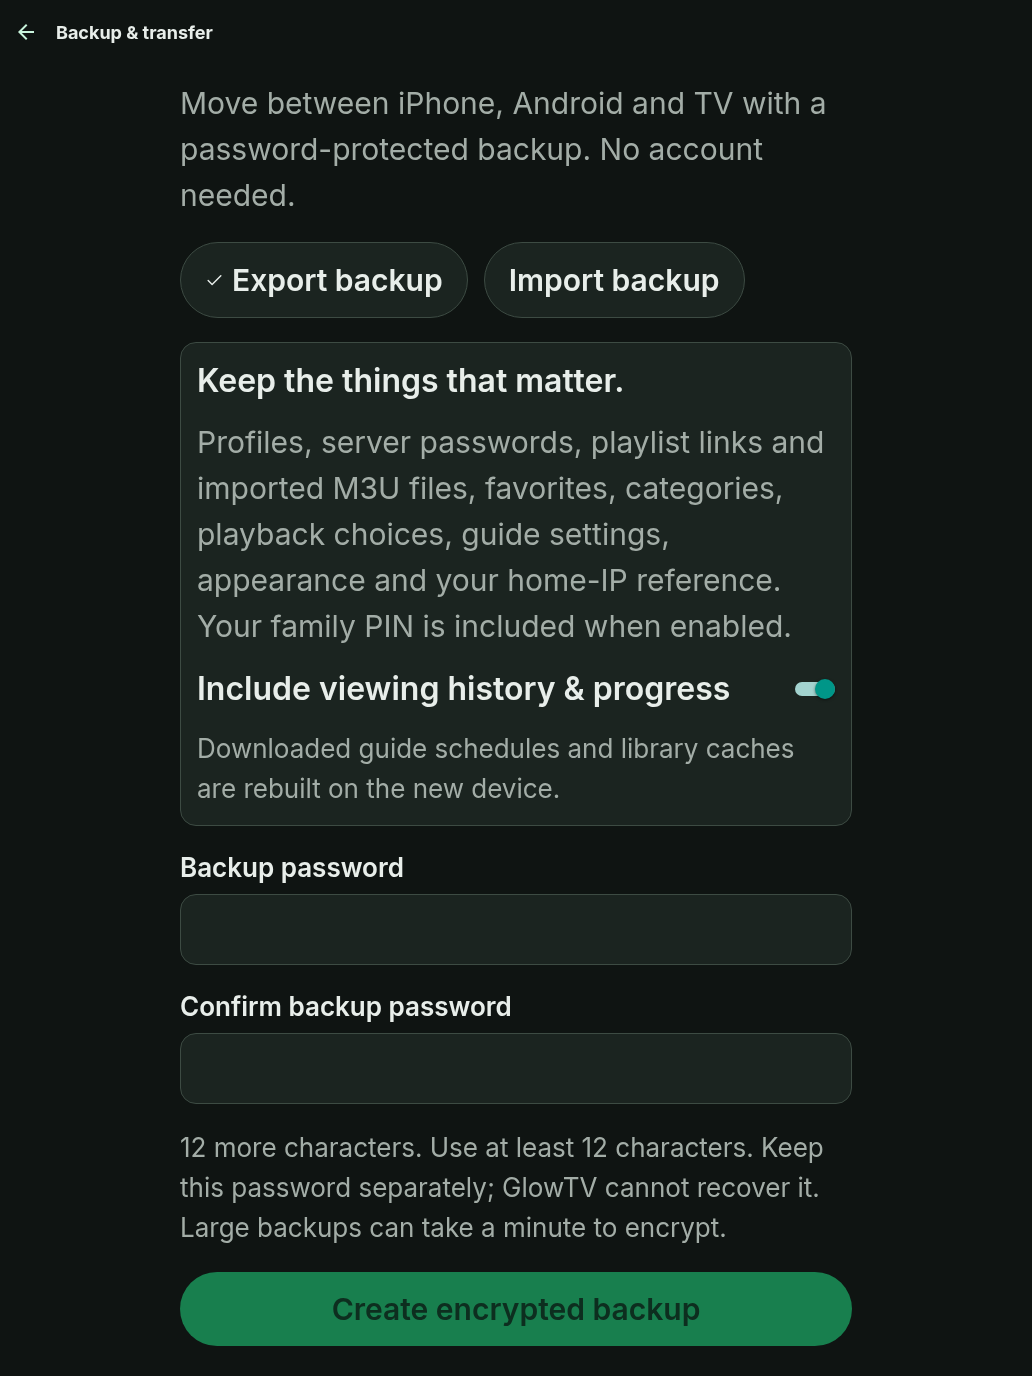 Backup & transfer
Move between iPhone, Android and TV with a
password-protected backup. No account
needed.
Export backup
Import backup
Keep the things that matter.
Profiles, server passwords, playlist links and
imported M3U files, favorites, categories,
playback choices, guide settings,
appearance and your home-IP reference.
Your family PIN is included when enabled.
Include viewing history & progress
Downloaded guide schedules and library caches
are rebuilt on the new device.
Backup password
Confirm backup password
12 more characters. Use at least 12 characters. Keep
this password separately; GlowTV cannot recover it.
Large backups can take a minute to encrypt.
Create encrypted backup